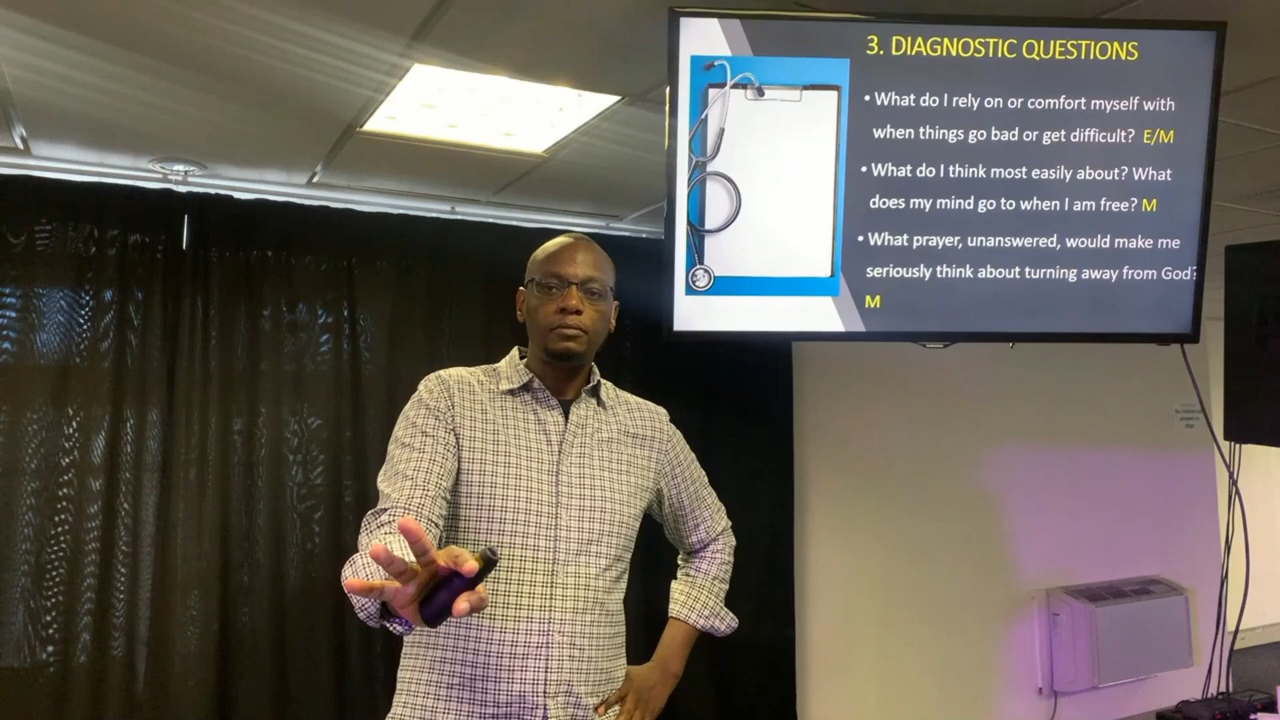 3. DIAGNOSTIC QUESTIONS
• What do I rely on or comfort myself with
when things go bad or get difficult? E/M
• What do I think most easily about? What
does my mind go to when I am free? M
• What prayer, unanswered, would make me
seriously think about turning away from God?
M